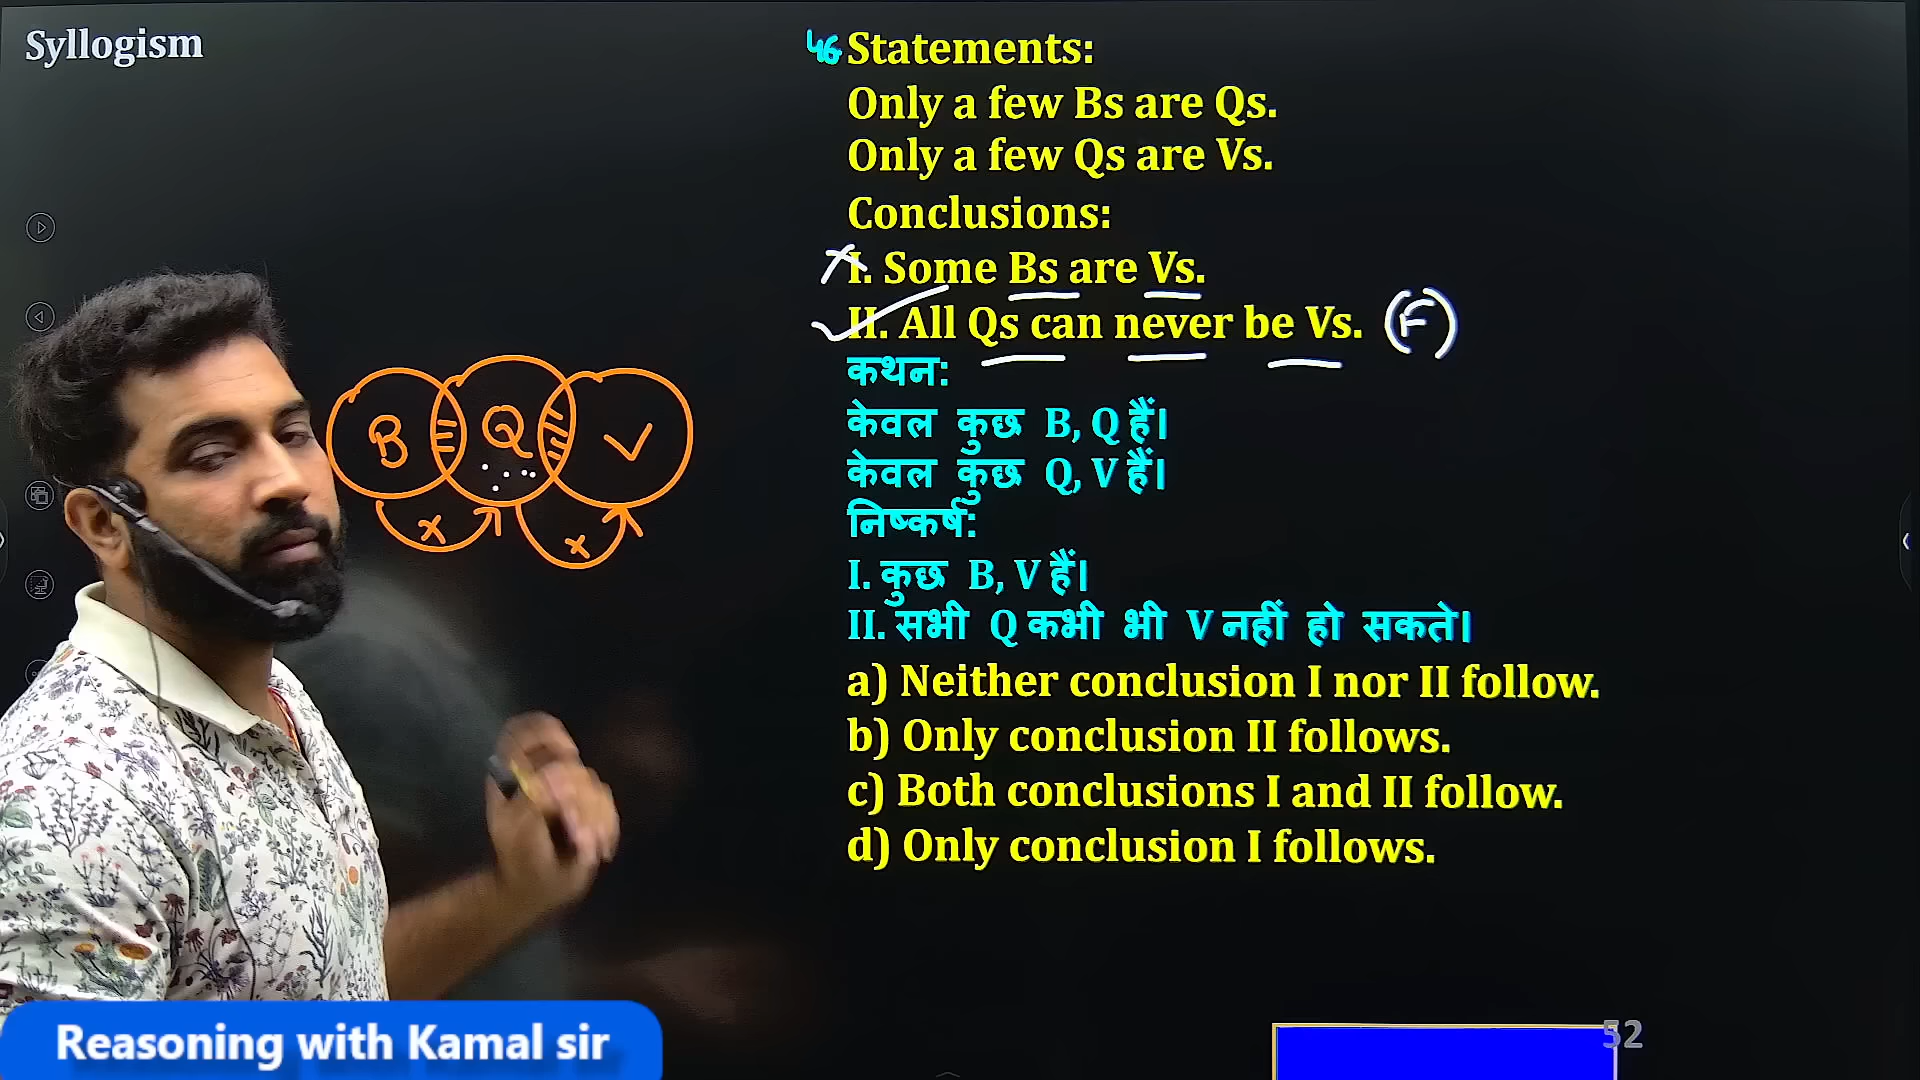 Syllogism
46 Statements:
Only a few Bs are Qs.
Only a few Qs are Vs.
Conclusions:
I. Some Bs are Vs.
II. All Qs can never be Vs. (F)
कथन:
केवल कुछ B, Q हैं।
केवल कुछ Q, V हैं।
निष्कर्ष:
I. कुछ B, V हैं।
II. सभी Q कभी भी V नहीं हो सकते।
a) Neither conclusion I nor II follow.
b) Only conclusion II follows.
c) Both conclusions I and II follow.
d) Only conclusion I follows.
B Q V
x x
Reasoning with Kamal sir
52